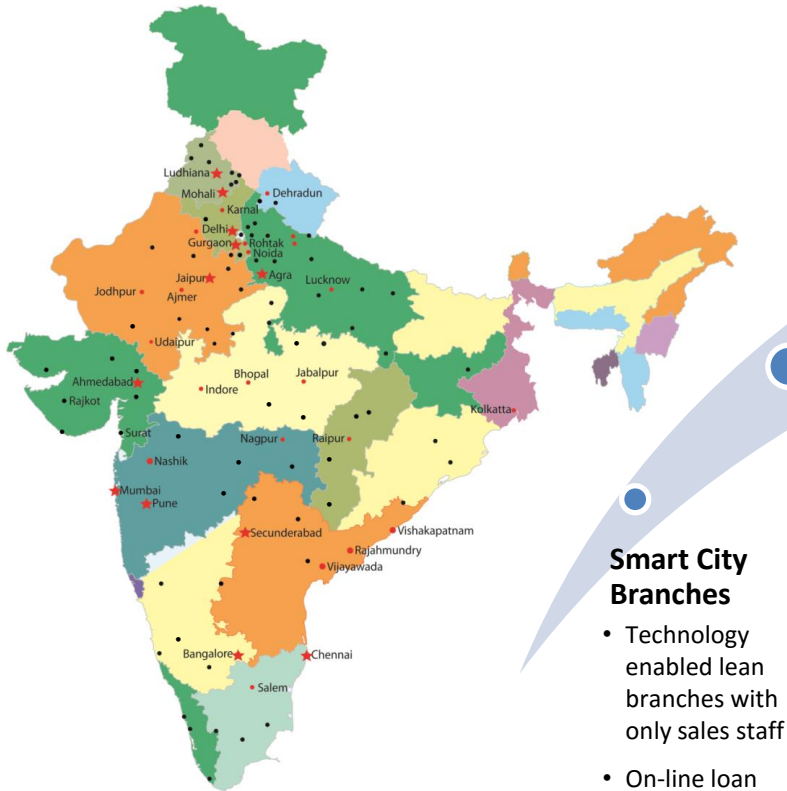 Ludhiana
Mohali
Dehradun
Karnal
Delhi
Gurgaon
Rohtak
Noida
Jaipur
Agra
Jodhpur
Ajmer
Lucknow
Udaipur
Ahmedabad
Bhopal
Jabalpur
Indore
Rajkot
Kolkatta
Surat
Nagpur
Raipur
Nashik
Mumbai
Pune
Secunderabad
Vishakapatnam
Rajahmundry
Vijayawada
Bangalore
Chennai
Salem
Smart City
Branches
• Technology
enabled lean
branches with
only sales staff
• On-line loan